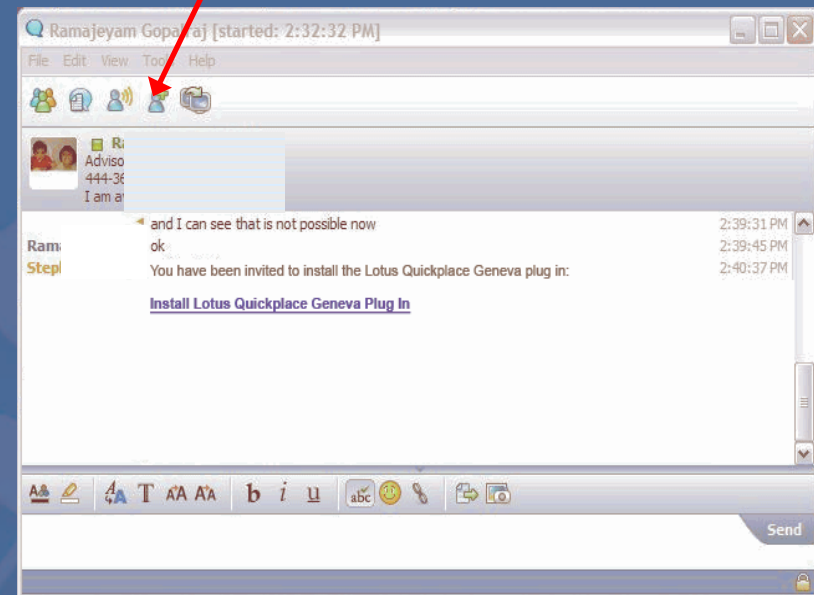 Ramajeyam Gopalraj [started: 2:32:32 PM]
File Edit View Tools Help
Ra
Adviso
444-36
I am a
and I can see that is not possible now 2:39:31 PM
Rama ok 2:39:45 PM
Steph You have been invited to install the Lotus Quickplace Geneva plug in: 2:40:37 PM
Install Lotus Quickplace Geneva Plug In
b i u abc
Send